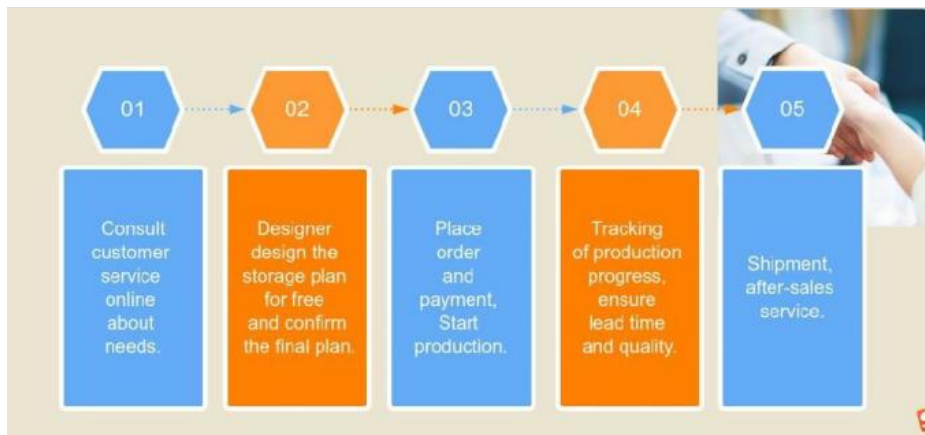 01
02
03
04
05
Consult
customer
service
online
about
needs.
Designer
design the
storage plan
for free
and confirm
the final plan.
Place
order
and
payment,
Start
production.
Tracking
of production
progress,
ensure
lead time
and quality.
Shipment,
after-sales
service.